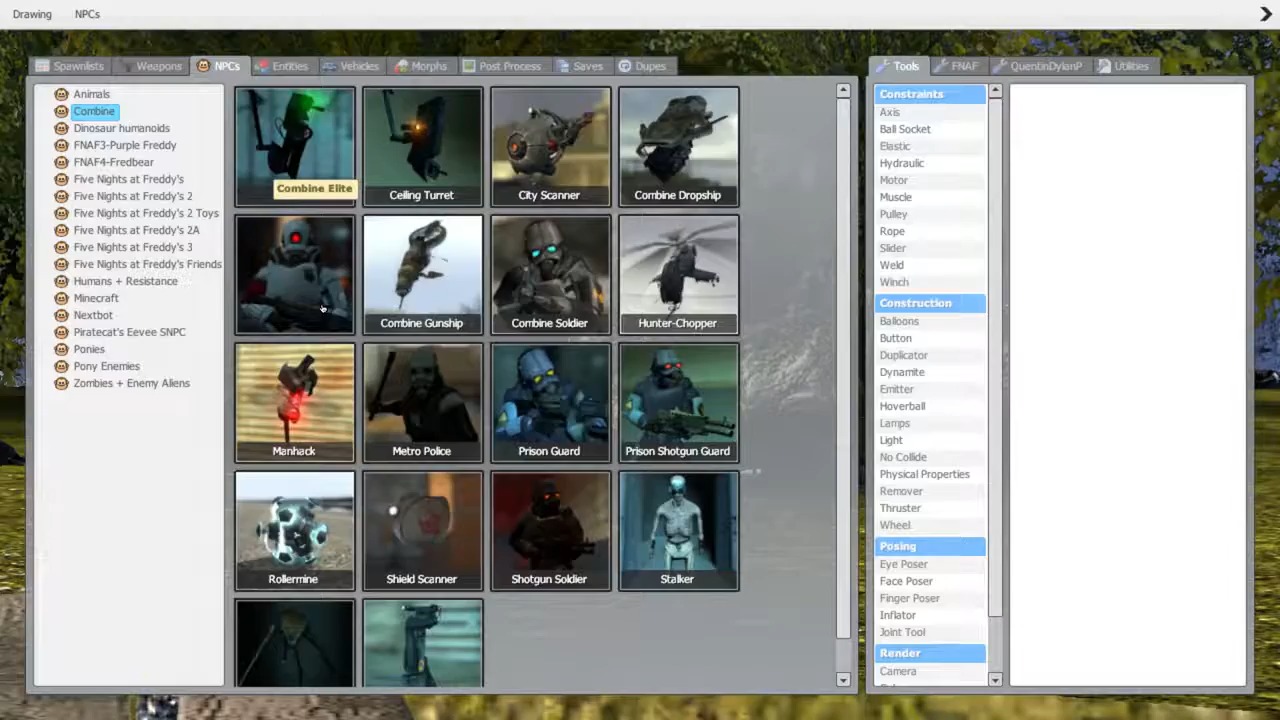 Drawing NPCs
Spawnlists Weapons NPCs Entities Vehicles Morphs Post Process Saves Dupes
Tools FNAF QuentinDylanP Utilities
Animals
Combine
Dinosaur humanoids
FNAF3-Purple Freddy
FNAF4-Fredbear
Five Nights at Freddy's
Five Nights at Freddy's 2
Five Nights at Freddy's 2 Toys
Five Nights at Freddy's 2A
Five Nights at Freddy's 3
Five Nights at Freddy's Friends
Humans + Resistance
Minecraft
Nextbot
Piratecat's Eevee SNPC
Ponies
Pony Enemies
Zombies + Enemy Aliens
Combine Elite
Ceiling Turret
City Scanner
Combine Dropship
Combine Gunship
Combine Soldier
Hunter-Chopper
Manhack
Metro Police
Prison Guard
Prison Shotgun Guard
Rollermine
Shield Scanner
Shotgun Soldier
Stalker
Constraints
Axis
Ball Socket
Elastic
Hydraulic
Motor
Muscle
Pulley
Rope
Slider
Weld
Winch
Construction
Balloons
Button
Duplicator
Dynamite
Emitter
Hoverball
Lamps
Light
No Collide
Physical Properties
Remover
Thruster
Wheel
Posing
Eye Poser
Face Poser
Finger Poser
Inflator
Joint Tool
Render
Camera